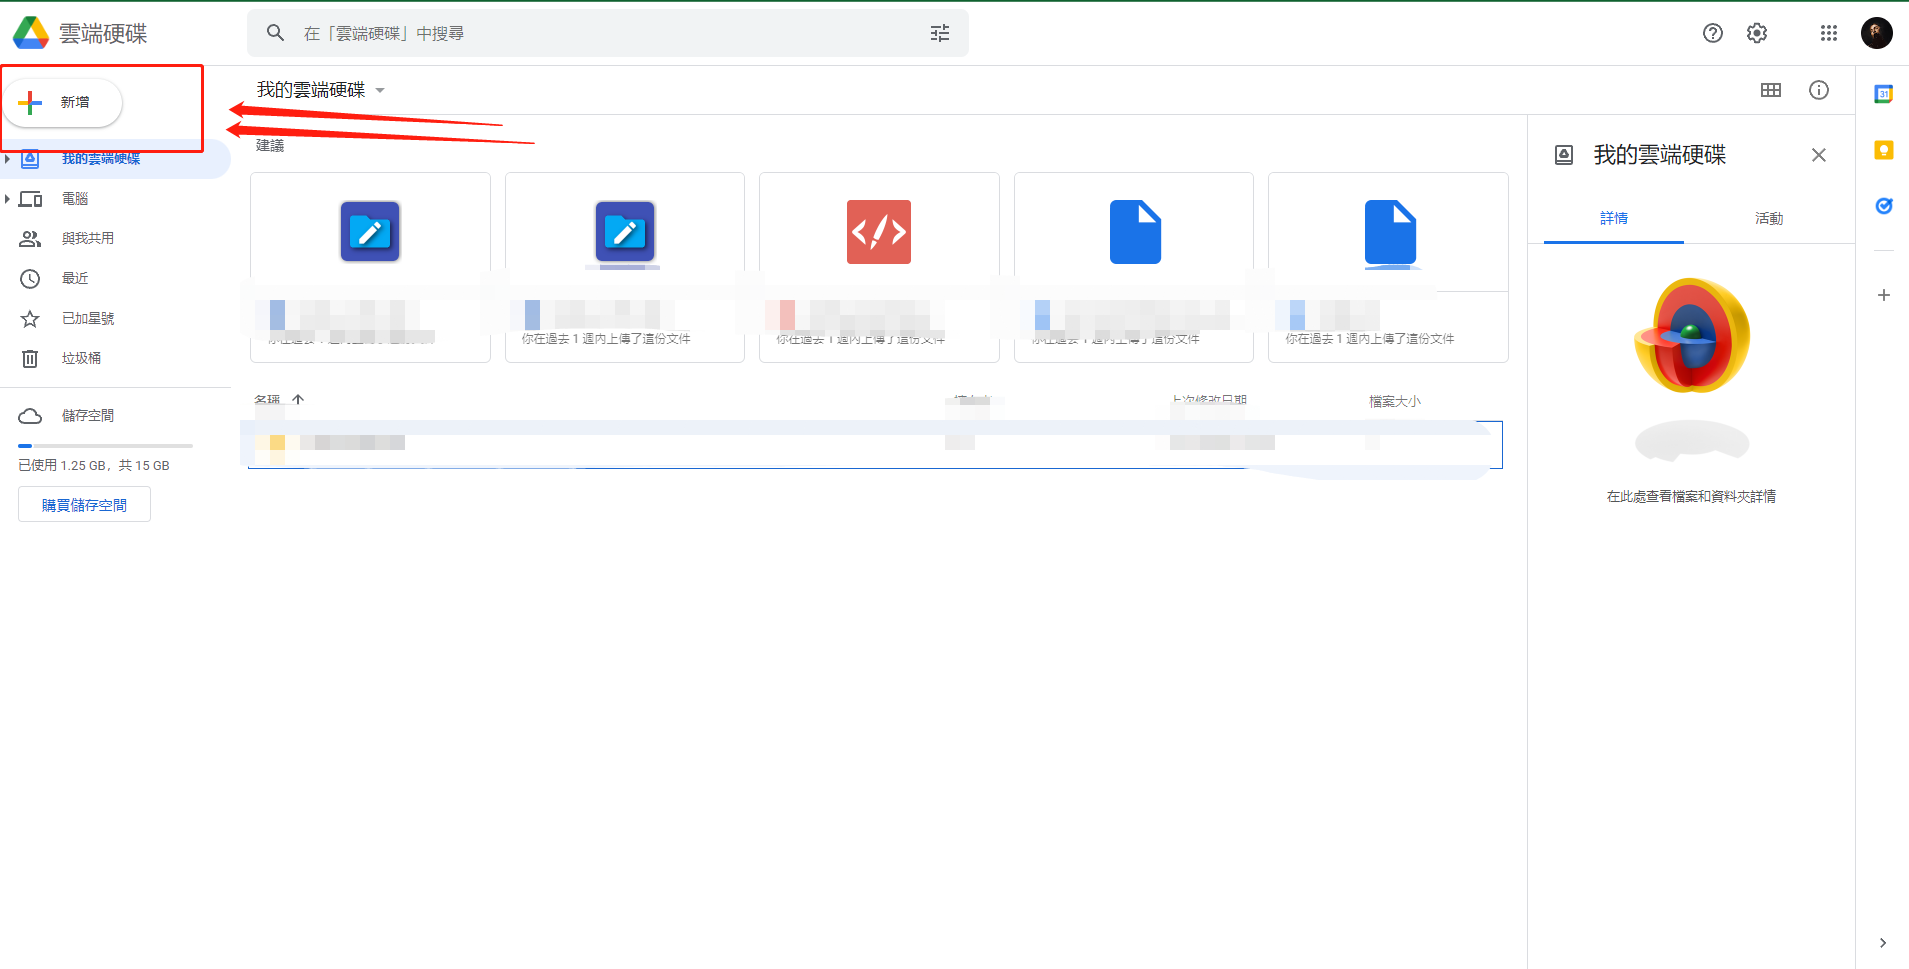 雲端硬碟
在「雲端硬碟」中搜尋
新增
我的雲端硬碟
電腦
與我共用
最近
已加星號
垃圾桶
儲存空間
已使用 1.25 GB，共 15 GB
購買儲存空間
我的雲端硬碟
建議
你在過去 1 週內上傳了這份文件
你在過去 1 週內上傳了這份文件
你在過去 1 週內上傳了這份文件
你在過去 1 週內上傳了這份文件
名稱
上次修改日期
檔案大小
我的雲端硬碟
詳情
活動
在此處查看檔案和資料夾詳情
31